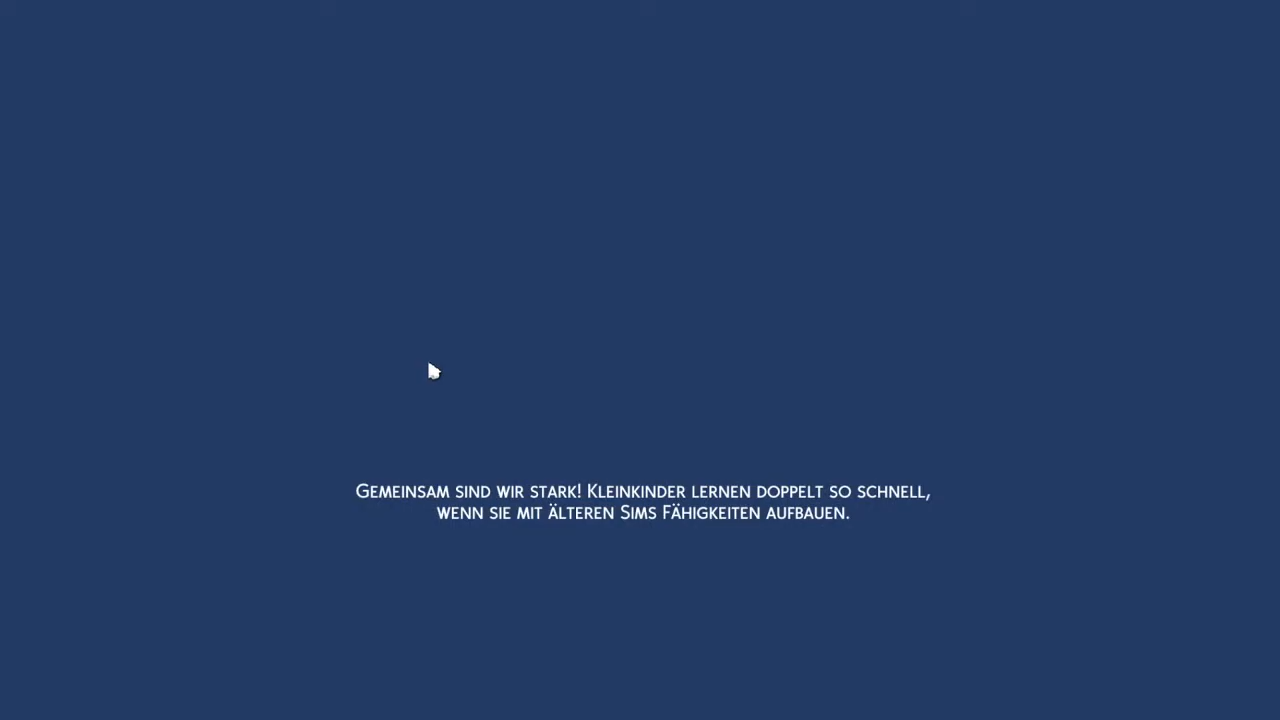 Gemeinsam sind wir stark! Kleinkinder lernen doppelt so schnell,
wenn sie mit älteren Sims Fähigkeiten aufbauen.